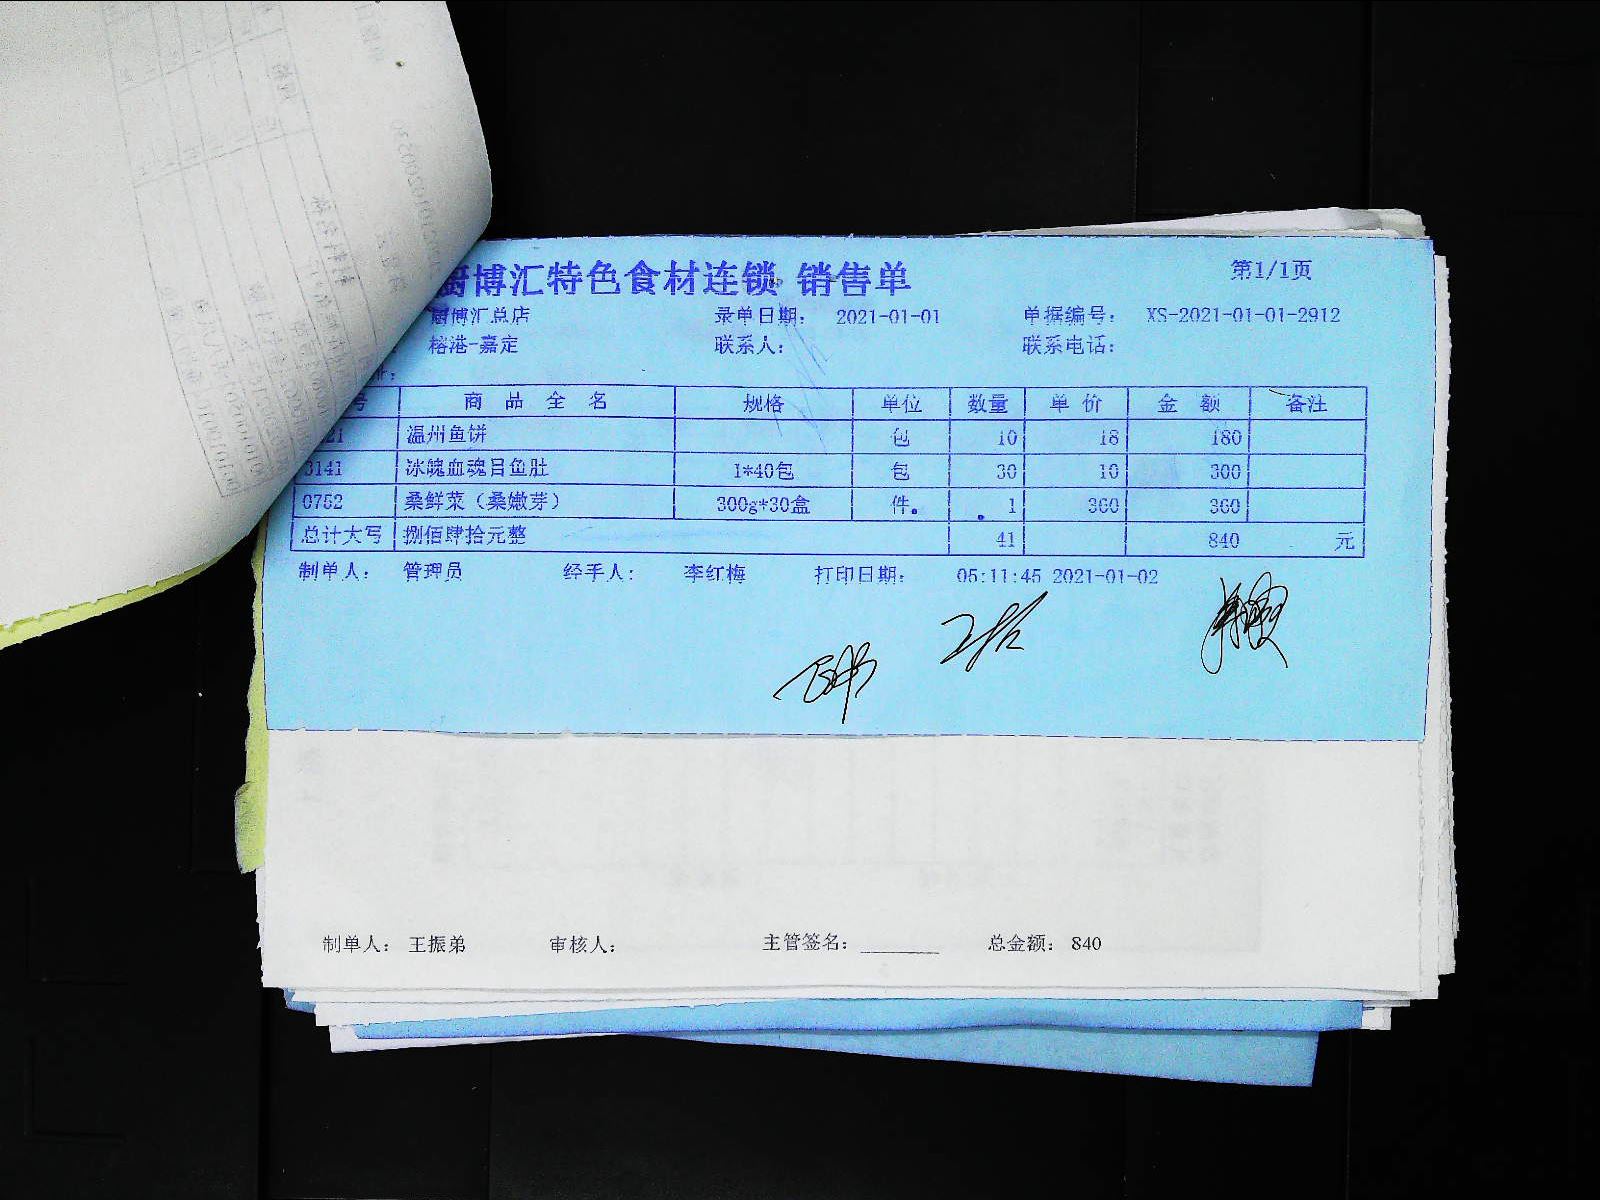 厨博汇特色食材连锁 销售单 第1/1页
厨博汇总店 录单日期： 2021-01-01 单据编号： XS-2021-01-01-2912
榕港-嘉定 联系人： 联系电话：
号 商 品 全 名 规格 单位 数量 单 价 金 额 备注
21 温州鱼饼 包 10 18 180
3141 冰魄血魂目鱼肚 1*40包 包 30 10 300
0752 桑鲜菜（桑嫩芽） 300g*30盒 件 1 360 360
总计大写 捌佰肆拾元整 41 840 元
制单人： 管理员 经手人： 李红梅 打印日期： 05:11:45 2021-01-02
制单人： 王振弟 审核人： 主管签名： 总金额： 840